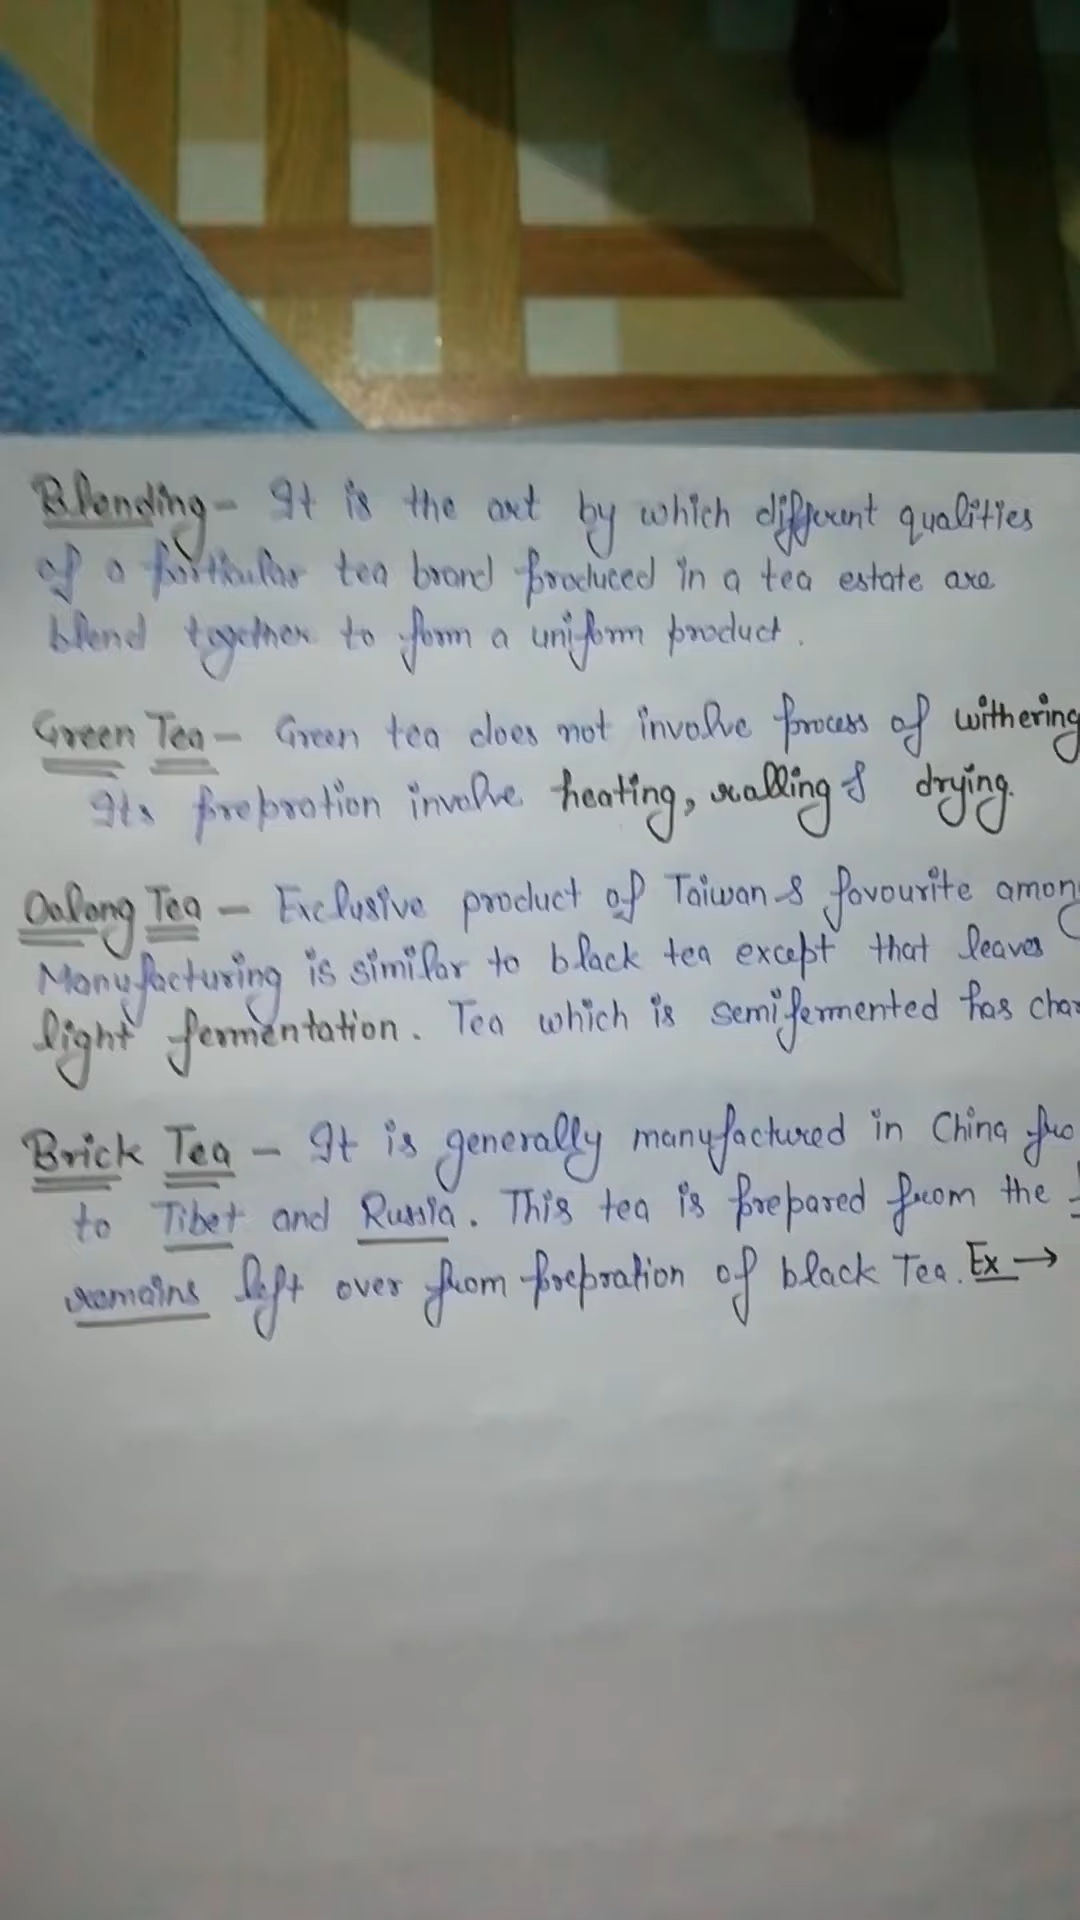 Blending - It is the art by which different qualities
of a particular tea brand produced in a tea estate are
blend together to form a uniform product.
Green Tea - Green tea does not involve process of withering
Its prepration involve heating, rolling & drying.
Oolong Tea - Exclusive product of Taiwan & favourite among
Manufacturing is similar to black tea except that leaves
light fermentation. Tea which is semifermented has cha
Brick Tea - It is generally manufactured in China fro
to Tibet and Russia. This tea is prepared from the
remains left over from prepration of black Tea. Ex →